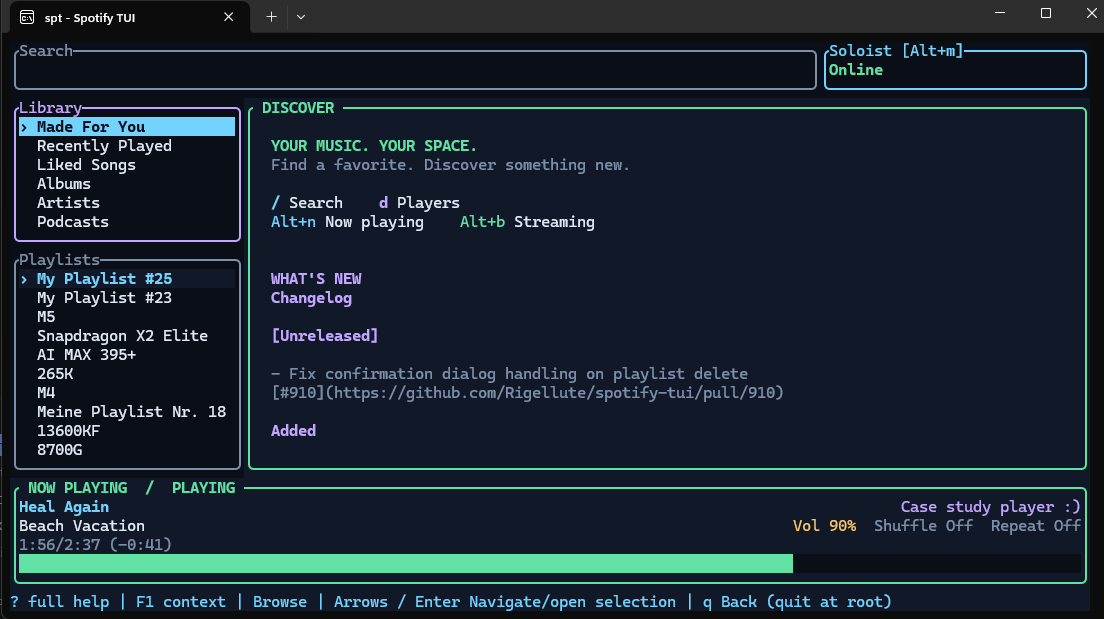 spt - Spotify TUI
Search
Soloist [Alt+m]
Online
Library
› Made For You
Recently Played
Liked Songs
Albums
Artists
Podcasts
Playlists
› My Playlist #25
My Playlist #23
M5
Snapdragon X2 Elite
AI MAX 395+
265K
M4
Meine Playlist Nr. 18
13600KF
8700G
DISCOVER
YOUR MUSIC. YOUR SPACE.
Find a favorite. Discover something new.
/ Search    d Players
Alt+n Now playing    Alt+b Streaming
WHAT'S NEW
Changelog
[Unreleased]
- Fix confirmation dialog handling on playlist delete
[#910](https://github.com/Rigellute/spotify-tui/pull/910)
Added
NOW PLAYING / PLAYING
Heal Again
Case study player :)
Beach Vacation
Vol 90%  Shuffle Off  Repeat Off
1:56/2:37 (-0:41)
? full help | F1 context | Browse | Arrows / Enter Navigate/open selection | q Back (quit at root)